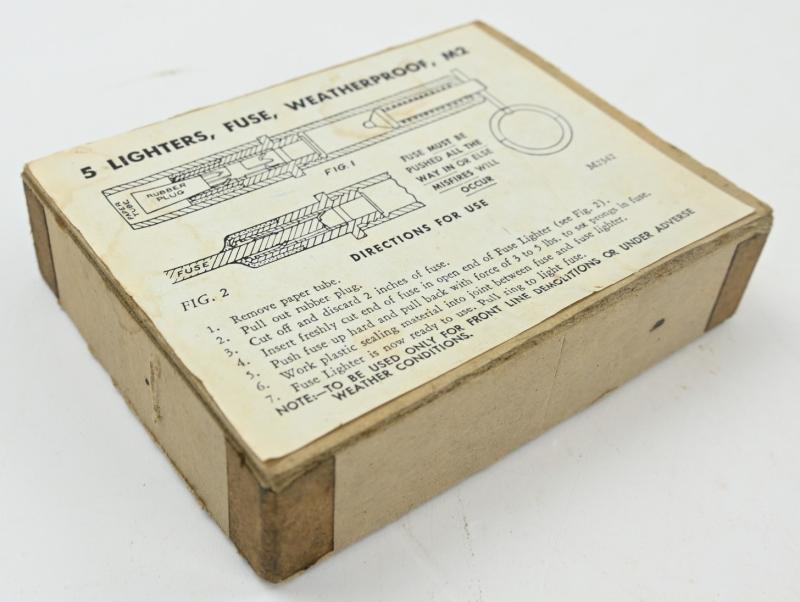 5 LIGHTERS, FUSE, WEATHERPROOF, M2
PAPER TUBE
RUBBER PLUG
FIG. 1
FUSE MUST BE
PUSHED ALL THE
WAY IN OR ELSE
MISFIRES WILL
OCCUR
M2342
FUSE
FIG. 2
DIRECTIONS FOR USE
1. Remove paper tube.
2. Pull out rubber plug.
3. Cut off and discard 2 inches of fuse.
4. Insert freshly cut end of fuse in open end of Fuse Lighter (see Fig. 2).
5. Push fuse up hard and pull back with force of 3 to 5 lbs. to set prongs in fuse.
6. Work plastic sealing material into joint between fuse and fuse lighter.
7. Fuse Lighter is now ready to use. Pull ring to light fuse.
NOTE:—TO BE USED ONLY FOR FRONT LINE DEMOLITIONS OR UNDER ADVERSE
WEATHER CONDITIONS.